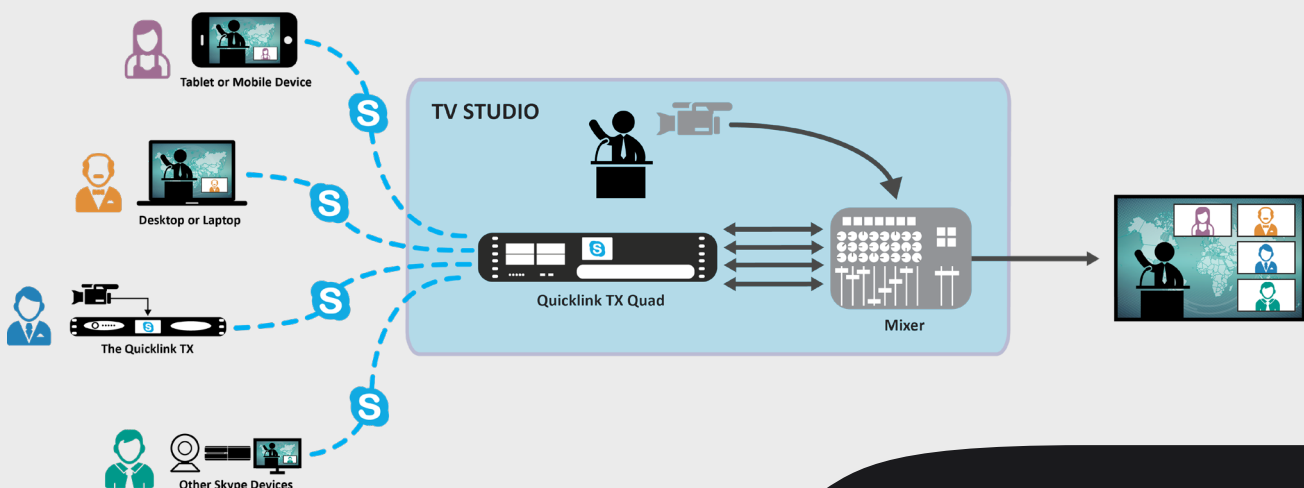 Tablet or Mobile Device
TV STUDIO
Desktop or Laptop
Quicklink TX Quad
Mixer
The Quicklink TX
Other Skype Devices